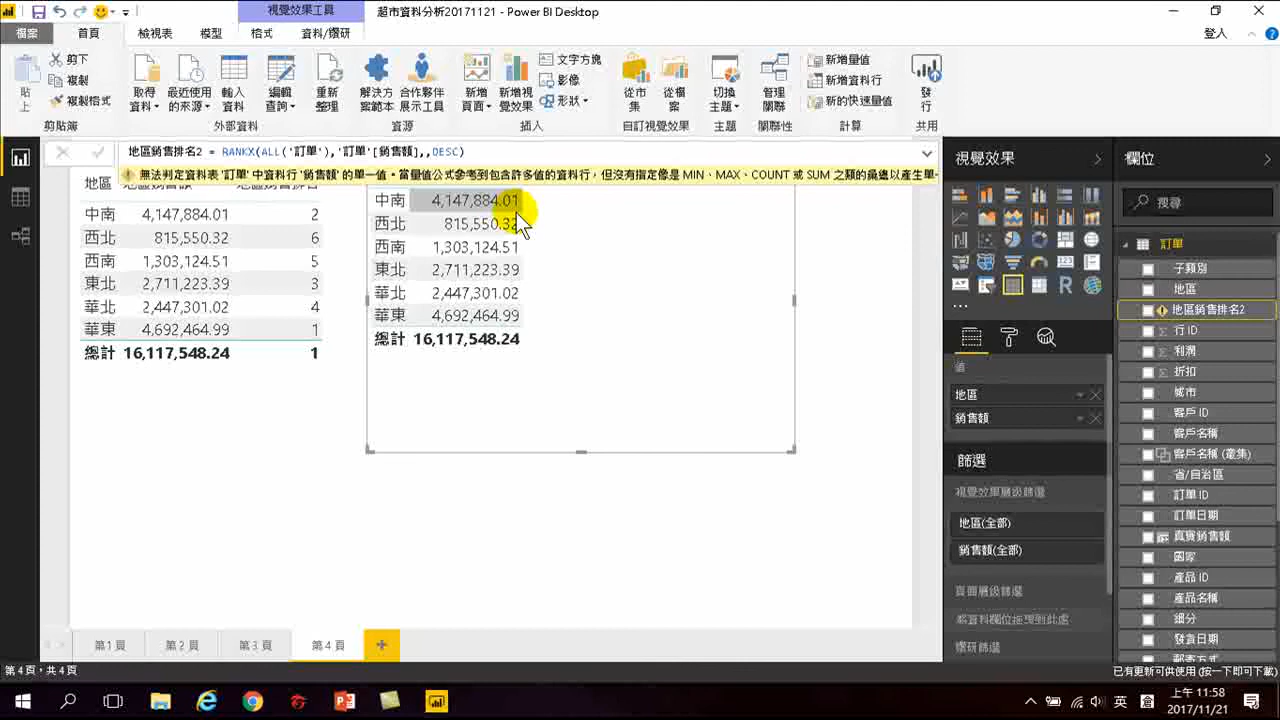 視覺效果工具
超市資料分析20171121 - Power BI Desktop
檔案 首頁 檢視表 模型 格式 資料/鑽研 登入
貼上 剪下 複製 複製格式 剪貼簿
取得資料 最近使用的來源 輸入資料 編輯查詢 重新整理 外部資料
解決方案範本 合作夥伴展示工具 資源
新增頁面 新增視覺效果 文字方塊 影像 形狀 插入
從市集 從檔案 自訂視覺效果
切換主題 主題
管理關聯 關聯性
新增量值 新增資料行 新的快速量值 計算
發行 共用
地區銷售排名2 = RANKX(ALL('訂單'),'訂單'[銷售額],,DESC)
無法判定資料表 '訂單' 中資料行 '銷售額' 的單一值。當量值公式參考到包含許多值的資料行，但沒有指定像是 MIN、MAX、COUNT 或 SUM 之類的彙總以產生單一
地區
中南 4,147,884.01 2
西北 815,550.32 6
西南 1,303,124.51 5
東北 2,711,223.39 3
華北 2,447,301.02 4
華東 4,692,464.99 1
總計 16,117,548.24 1
中南 4,147,884.01
西北 815,550.32
西南 1,303,124.51
東北 2,711,223.39
華北 2,447,301.02
華東 4,692,464.99
總計 16,117,548.24
視覺效果
123
R
值
地區
銷售額
篩選
視覺效果層級篩選
地區(全部)
銷售額(全部)
頁面層級篩選
將資料欄位拖曳到此處
鑽研篩選
欄位
搜尋
訂單
子類別
地區
地區銷售排名2
行 ID
利潤
折扣
城市
客戶 ID
客戶名稱
客戶名稱 (叢集)
省/自治區
訂單 ID
訂單日期
真實銷售額
國家
產品 ID
產品名稱
細分
發貨日期
郵寄方式
第 1 頁 第 2 頁 第 3 頁 第 4 頁 +
第 4 頁，共 4 頁
已有更新可供使用 (按一下即可下載)
英 上午 11:58
2017/11/21